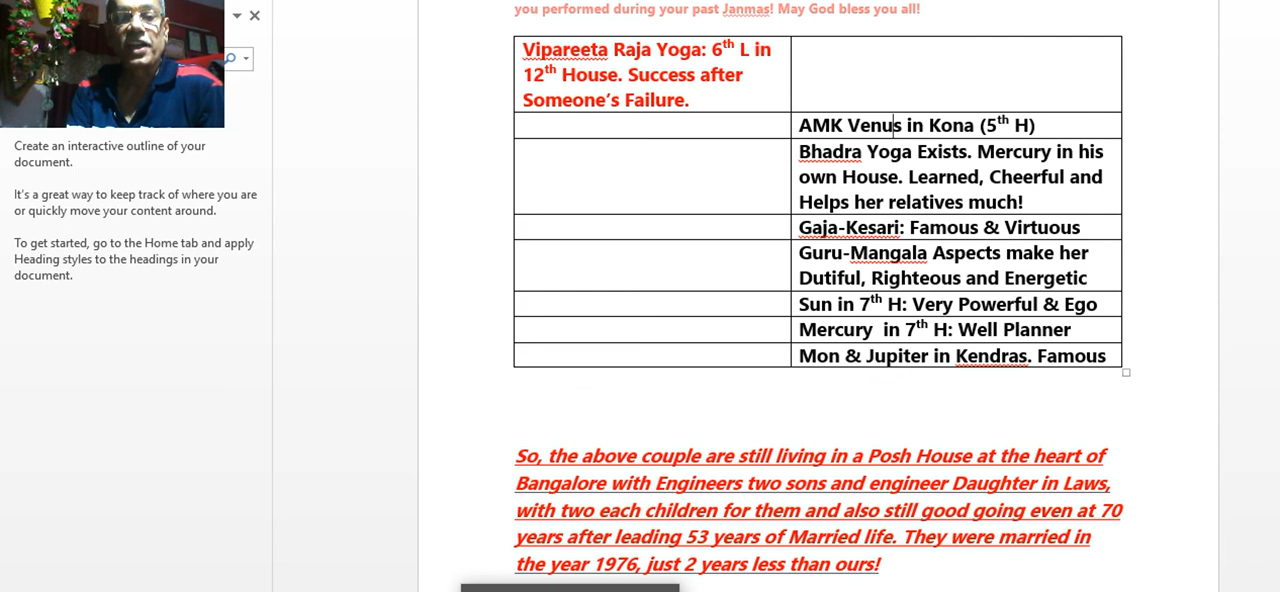 you performed during your past Janmas! May God bless you all!
Vipareeta Raja Yoga: 6th L in
12th House. Success after
Someone's Failure.
AMK Venus in Kona (5th H)
Bhadra Yoga Exists. Mercury in his
own House. Learned, Cheerful and
Helps her relatives much!
Gaja-Kesari: Famous & Virtuous
Guru-Mangala Aspects make her
Dutiful, Righteous and Energetic
Sun in 7th H: Very Powerful & Ego
Mercury in 7th H: Well Planner
Mon & Jupiter in Kendras. Famous
Create an interactive outline of your
document.
It's a great way to keep track of where you are
or quickly move your content around.
To get started, go to the Home tab and apply
Heading styles to the headings in your
document.
So, the above couple are still living in a Posh House at the heart of
Bangalore with Engineers two sons and engineer Daughter in Laws,
with two each children for them and also still good going even at 70
years after leading 53 years of Married life. They were married in
the year 1976, just 2 years less than ours!